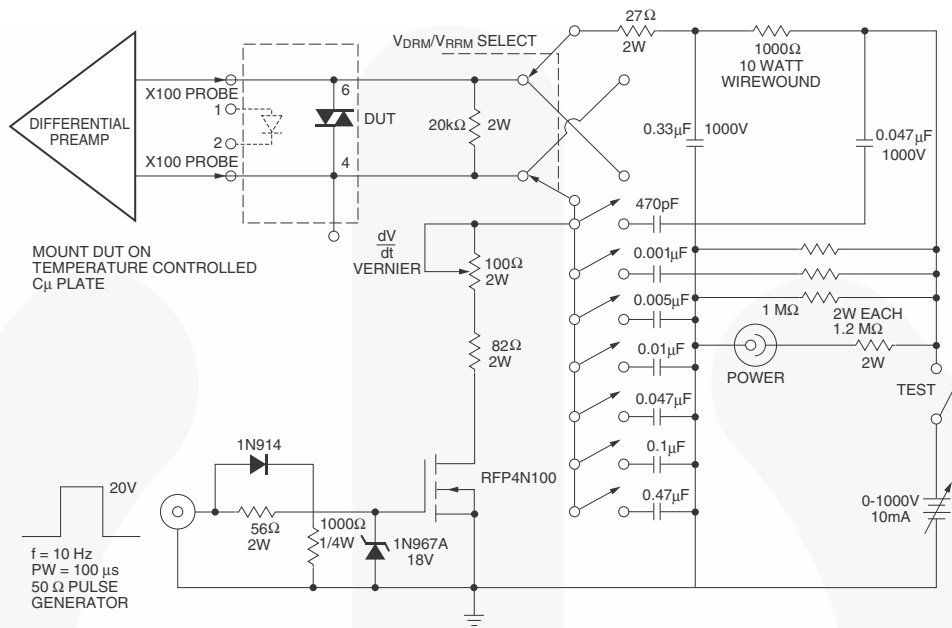 27Ω
2W
VDRM/VRRM SELECT
1000Ω
10 WATT
WIREWOUND
X100 PROBE
6
DUT
1
2
DIFFERENTIAL
PREAMP
20kΩ
2W
0.33μF
1000V
0.047μF
1000V
X100 PROBE
4
470pF
MOUNT DUT ON
TEMPERATURE CONTROLLED
Cμ PLATE
dV
dt
VERNIER
100Ω
2W
0.001μF
0.005μF
1 MΩ
2W EACH
1.2 MΩ
2W
82Ω
2W
0.01μF
POWER
TEST
0.047μF
1N914
RFP4N100
0.1μF
20V
56Ω
2W
1000Ω
1/4W
1N967A
18V
0.47μF
0-1000V
10mA
f = 10 Hz
PW = 100 μs
50 Ω PULSE
GENERATOR